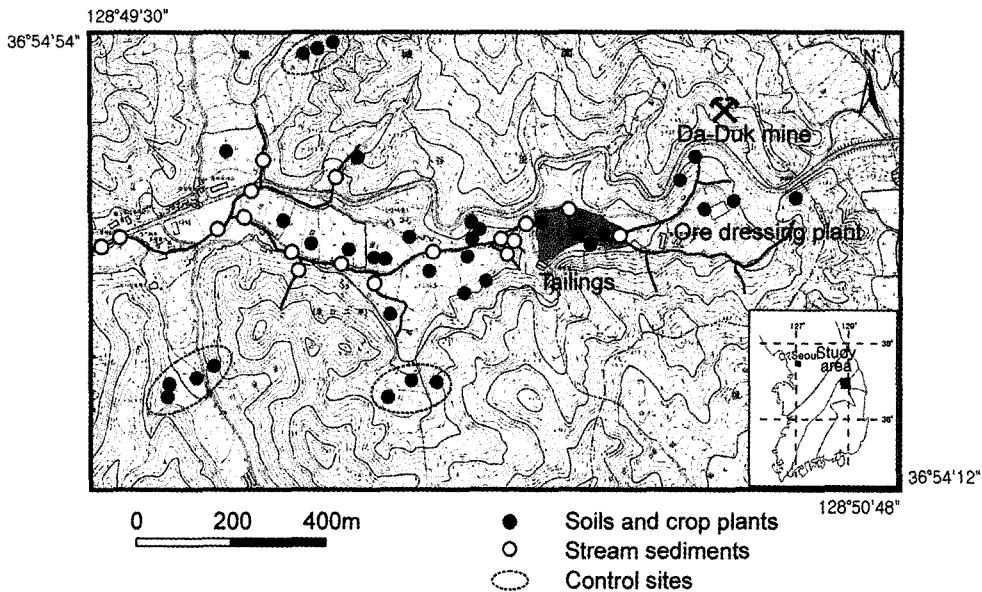 128°49'30"
36°54'54"
N
Da-Duk mine
Ore dressing plant
Tailings
127°
129°
38°
Seoul
Study
area
36°
36°54'12"
128°50'48"
0 200 400m
Soils and crop plants
Stream sediments
Control sites